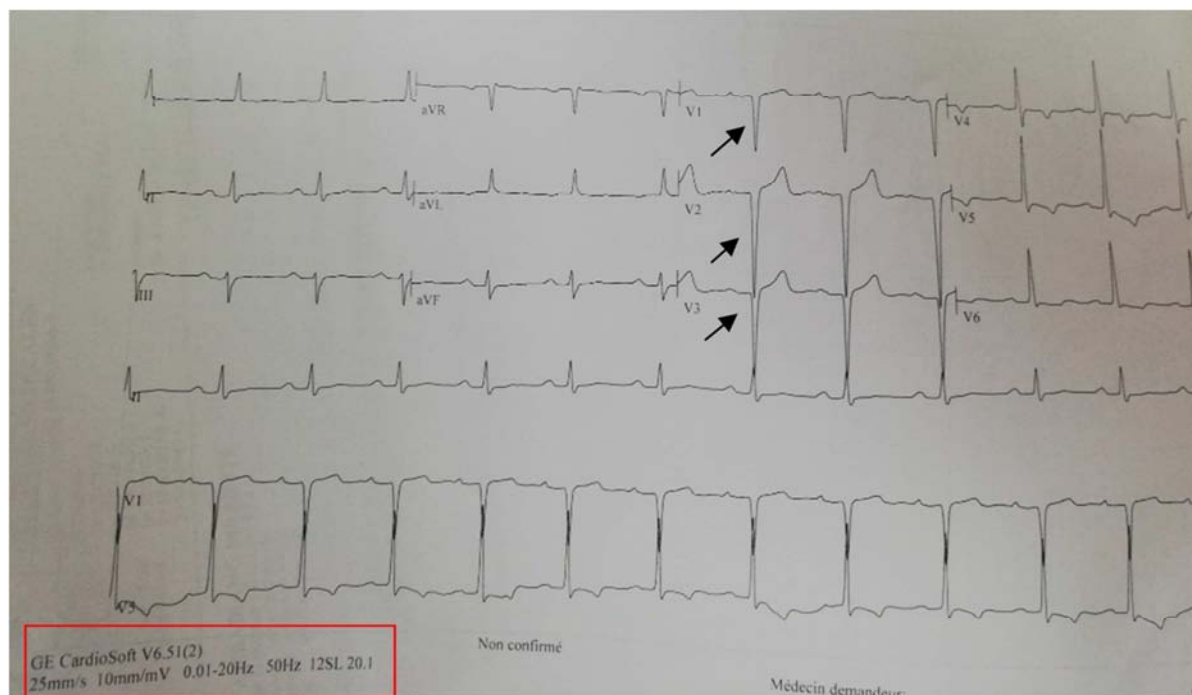 aVR
V1
V4
II
aVL
V2
V5
III
aVF
V3
V6
II
V1
V5
GE CardioSoft V6.51(2)
25mm/s 10mm/mV 0.01-20Hz 50Hz 12SL 20.1
Non confirmé
Médecin demandeur: